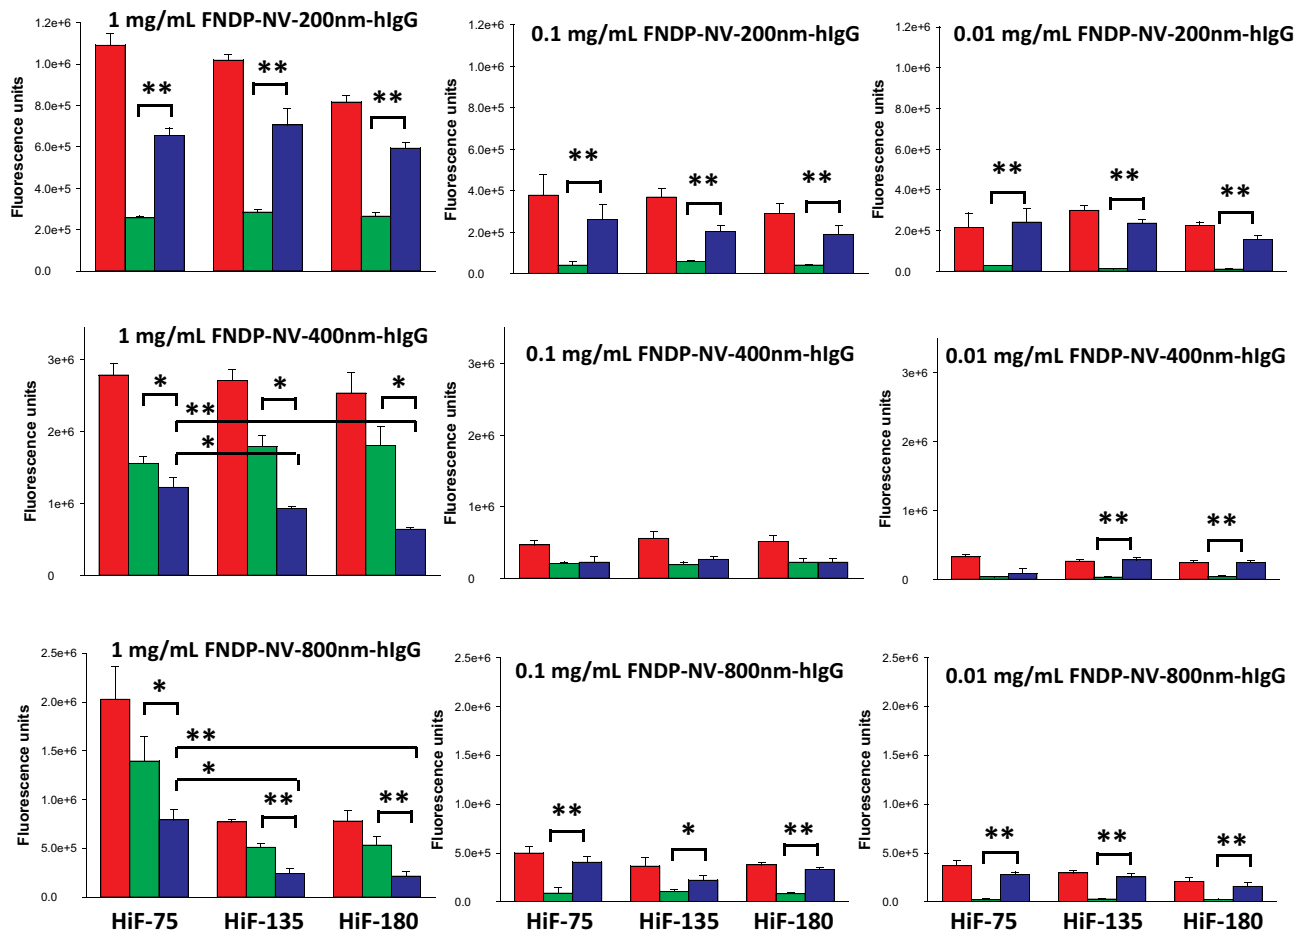 1 mg/mL FNDP-NV-200nm-hIgG
0.1 mg/mL FNDP-NV-200nm-hIgG
0.01 mg/mL FNDP-NV-200nm-hIgG
Fluorescence units
1.2e+6
1.0e+6
8.0e+5
6.0e+5
4.0e+5
2.0e+5
0.0
**
**
**
Fluorescence units
1.2e+6
1.0e+6
8.0e+5
6.0e+5
4.0e+5
2.0e+5
0.0
**
**
**
Fluorescence units
1.2e+6
1.0e+6
8.0e+5
6.0e+5
4.0e+5
2.0e+5
0.0
**
**
**
1 mg/mL FNDP-NV-400nm-hIgG
0.1 mg/mL FNDP-NV-400nm-hIgG
0.01 mg/mL FNDP-NV-400nm-hIgG
Fluorescence units
3e+6
2e+6
1e+6
0
*
*
*
**
*
Fluorescence units
3e+6
2e+6
1e+6
0
Fluorescence units
3e+6
2e+6
1e+6
0
**
**
1 mg/mL FNDP-NV-800nm-hIgG
0.1 mg/mL FNDP-NV-800nm-hIgG
0.01 mg/mL FNDP-NV-800nm-hIgG
Fluorescence units
2.5e+6
2.0e+6
1.5e+6
1.0e+6
5.0e+5
0.0
*
**
*
**
**
HiF-75 HiF-135 HiF-180
Fluorescence units
2.5e+6
2.0e+6
1.5e+6
1.0e+6
5.0e+5
0.0
**
*
**
HiF-75 HiF-135 HiF-180
Fluorescence units
2.5e+6
2.0e+6
1.5e+6
1.0e+6
5.0e+5
0.0
**
**
**
HiF-75 HiF-135 HiF-180